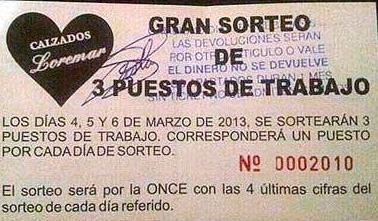 CALZADOS
Loremar
GRAN SORTEO
DE
3 PUESTOS DE TRABAJO
LAS DEVOLUCIONES SERAN
POR OTRO ARTICULO O VALE
EL DINERO NO SE DEVUELVE
LOS DÍAS 4, 5 Y 6 DE MARZO DE 2013, SE SORTEARÁN 3
PUESTOS DE TRABAJO. CORRESPONDERÁ UN PUESTO
POR CADA DÍA DE SORTEO.
Nº 0002010
El sorteo será por la ONCE con las 4 últimas cifras del
sorteo de cada día referido.